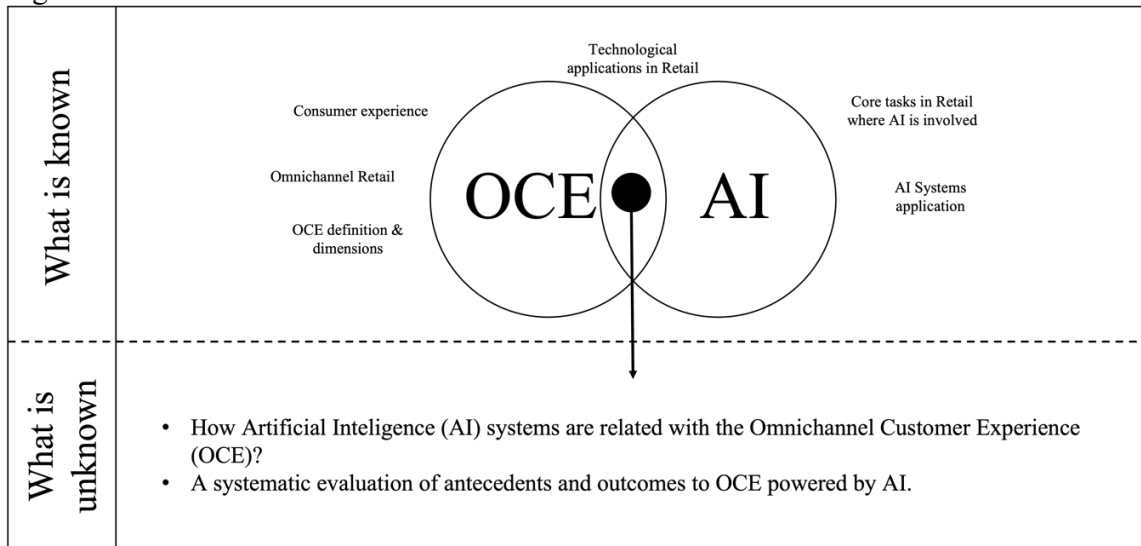 What is known
Technological
applications in Retail
Consumer experience
Omnichannel Retail
OCE definition &
dimensions
OCE
AI
Core tasks in Retail
where AI is involved
AI Systems
application
What is
unknown
• How Artificial Inteligence (AI) systems are related with the Omnichannel Customer Experience
(OCE)?
• A systematic evaluation of antecedents and outcomes to OCE powered by AI.